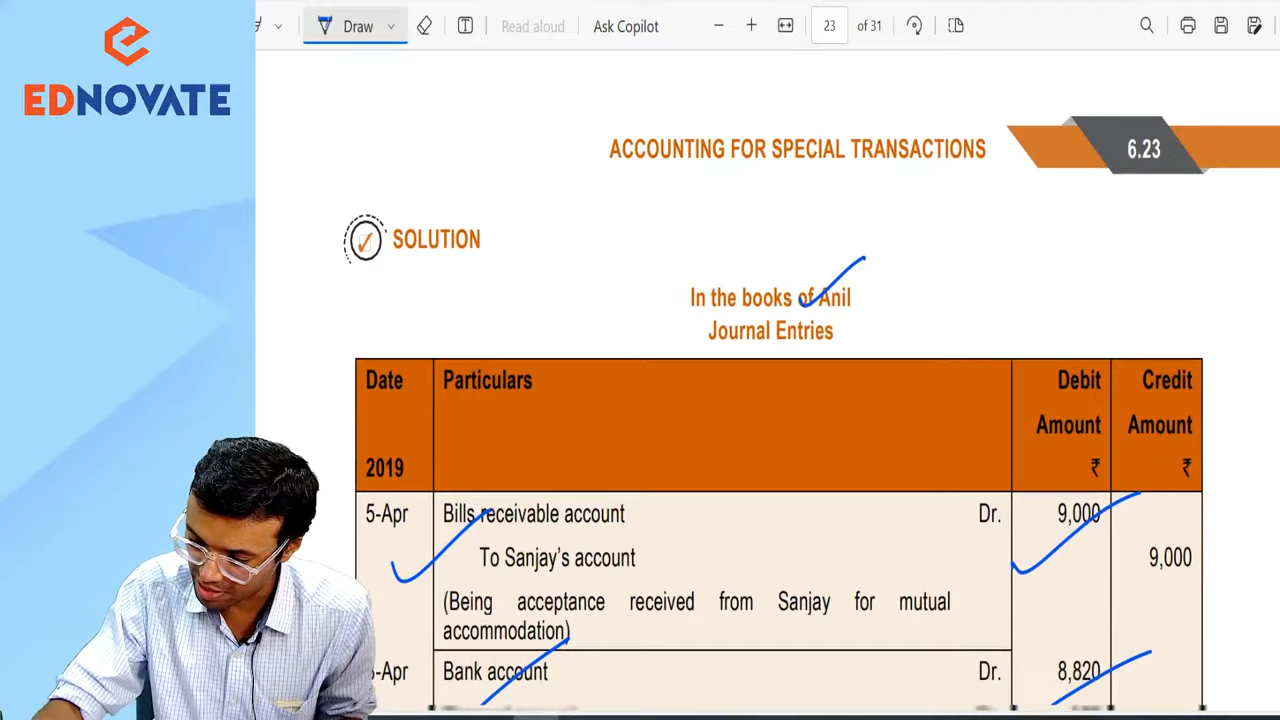 EDNOVATE
Draw
Read aloud
Ask Copilot
23 of 31
ACCOUNTING FOR SPECIAL TRANSACTIONS 6.23
SOLUTION
In the books of Anil
Journal Entries
Date Particulars Debit Credit
Amount Amount
2019 ₹ ₹
5-Apr Bills receivable account Dr. 9,000
To Sanjay's account 9,000
(Being acceptance received from Sanjay for mutual
accommodation)
-Apr Bank account Dr. 8,820